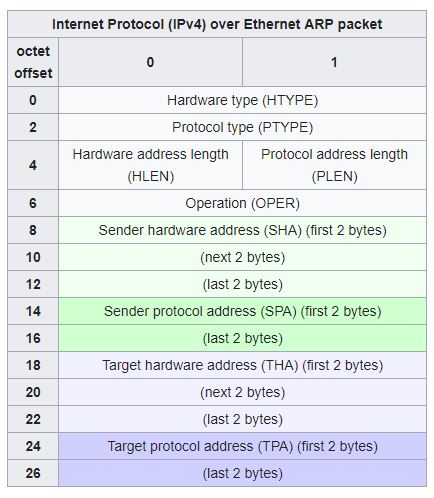 Internet Protocol (IPv4) over Ethernet ARP packet
octet offset 0 1
0 Hardware type (HTYPE)
2 Protocol type (PTYPE)
4 Hardware address length (HLEN) Protocol address length (PLEN)
6 Operation (OPER)
8 Sender hardware address (SHA) (first 2 bytes)
10 (next 2 bytes)
12 (last 2 bytes)
14 Sender protocol address (SPA) (first 2 bytes)
16 (last 2 bytes)
18 Target hardware address (THA) (first 2 bytes)
20 (next 2 bytes)
22 (last 2 bytes)
24 Target protocol address (TPA) (first 2 bytes)
26 (last 2 bytes)